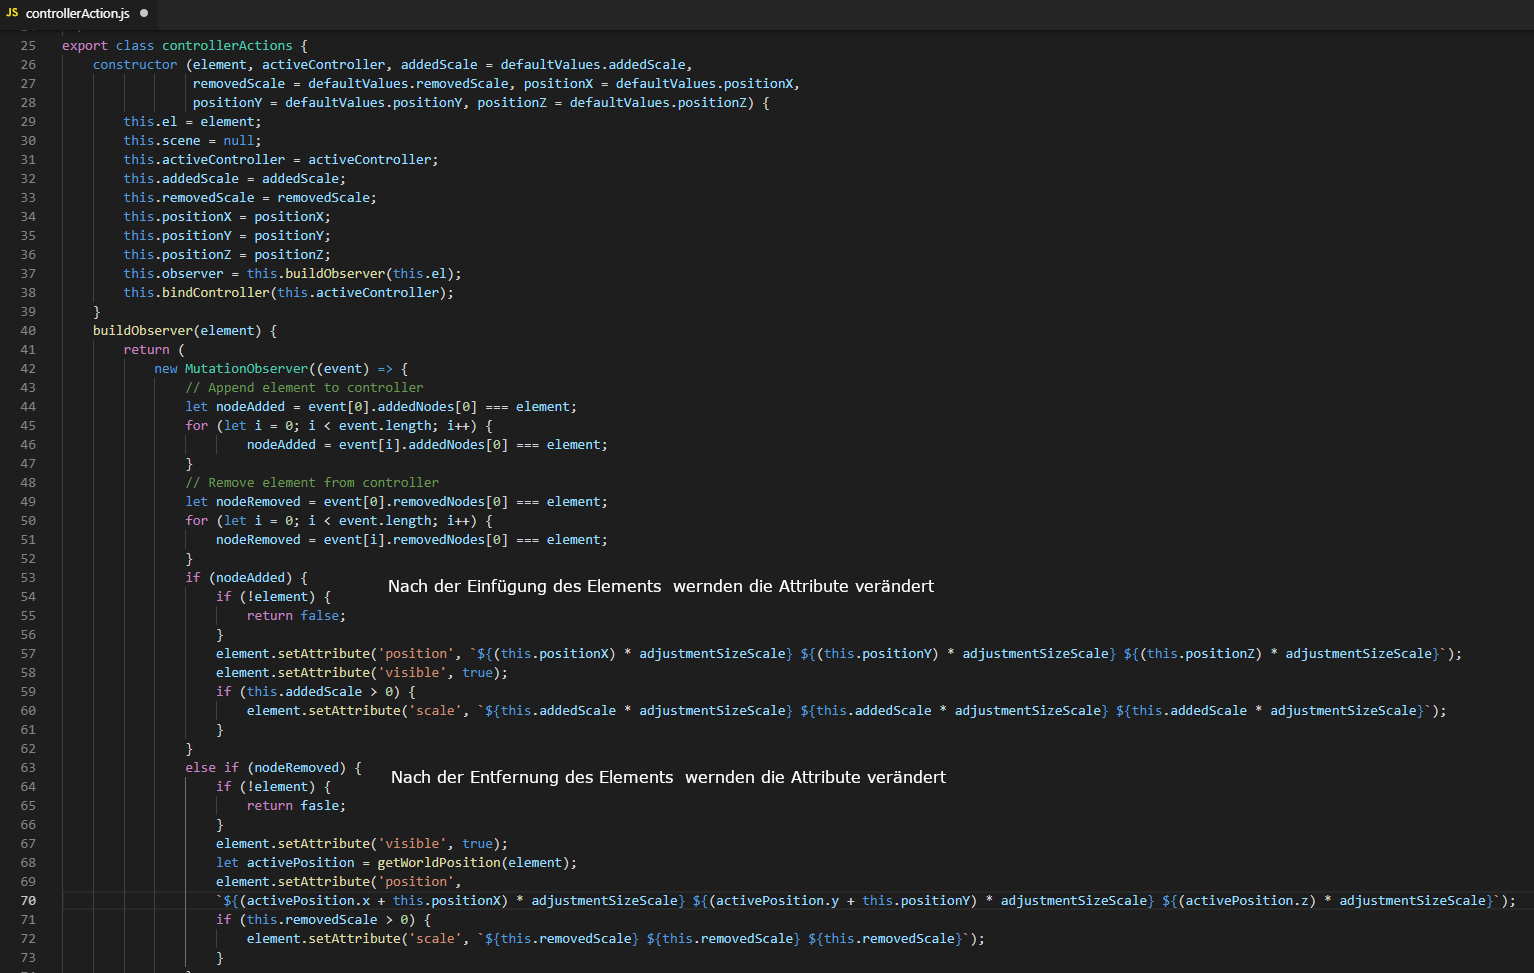 JS controllerAction.js ●
25 export class controllerActions {
26 constructor (element, activeController, addedScale = defaultValues.addedScale,
27 removedScale = defaultValues.removedScale, positionX = defaultValues.positionX,
28 positionY = defaultValues.positionY, positionZ = defaultValues.positionZ) {
29 this.el = element;
30 this.scene = null;
31 this.activeController = activeController;
32 this.addedScale = addedScale;
33 this.removedScale = removedScale;
34 this.positionX = positionX;
35 this.positionY = positionY;
36 this.positionZ = positionZ;
37 this.observer = this.buildObserver(this.el);
38 this.bindController(this.activeController);
39 }
40 buildObserver(element) {
41 return (
42 new MutationObserver((event) => {
43 // Append element to controller
44 let nodeAdded = event[0].addedNodes[0] === element;
45 for (let i = 0; i < event.length; i++) {
46 nodeAdded = event[i].addedNodes[0] === element;
47 }
48 // Remove element from controller
49 let nodeRemoved = event[0].removedNodes[0] === element;
50 for (let i = 0; i < event.length; i++) {
51 nodeRemoved = event[i].removedNodes[0] === element;
52 }
53 if (nodeAdded) {
Nach der Einfügung des Elements wernden die Attribute verändert
54 if (!element) {
55 return false;
56 }
57 element.setAttribute('position', `${(this.positionX) * adjustmentSizeScale} ${(this.positionY) * adjustmentSizeScale} ${(this.positionZ) * adjustmentSizeScale}`);
58 element.setAttribute('visible', true);
59 if (this.addedScale > 0) {
60 element.setAttribute('scale', `${this.addedScale * adjustmentSizeScale} ${this.addedScale * adjustmentSizeScale} ${this.addedScale * adjustmentSizeScale}`);
61 }
62 }
63 else if (nodeRemoved) {
Nach der Entfernung des Elements wernden die Attribute verändert
64 if (!element) {
65 return fasle;
66 }
67 element.setAttribute('visible', true);
68 let activePosition = getWorldPosition(element);
69 element.setAttribute('position',
70 `${(activePosition.x + this.positionX) * adjustmentSizeScale} ${(activePosition.y + this.positionY) * adjustmentSizeScale} ${(activePosition.z) * adjustmentSizeScale}`);
71 if (this.removedScale > 0) {
72 element.setAttribute('scale', `${this.removedScale} ${this.removedScale} ${this.removedScale}`);
73 }